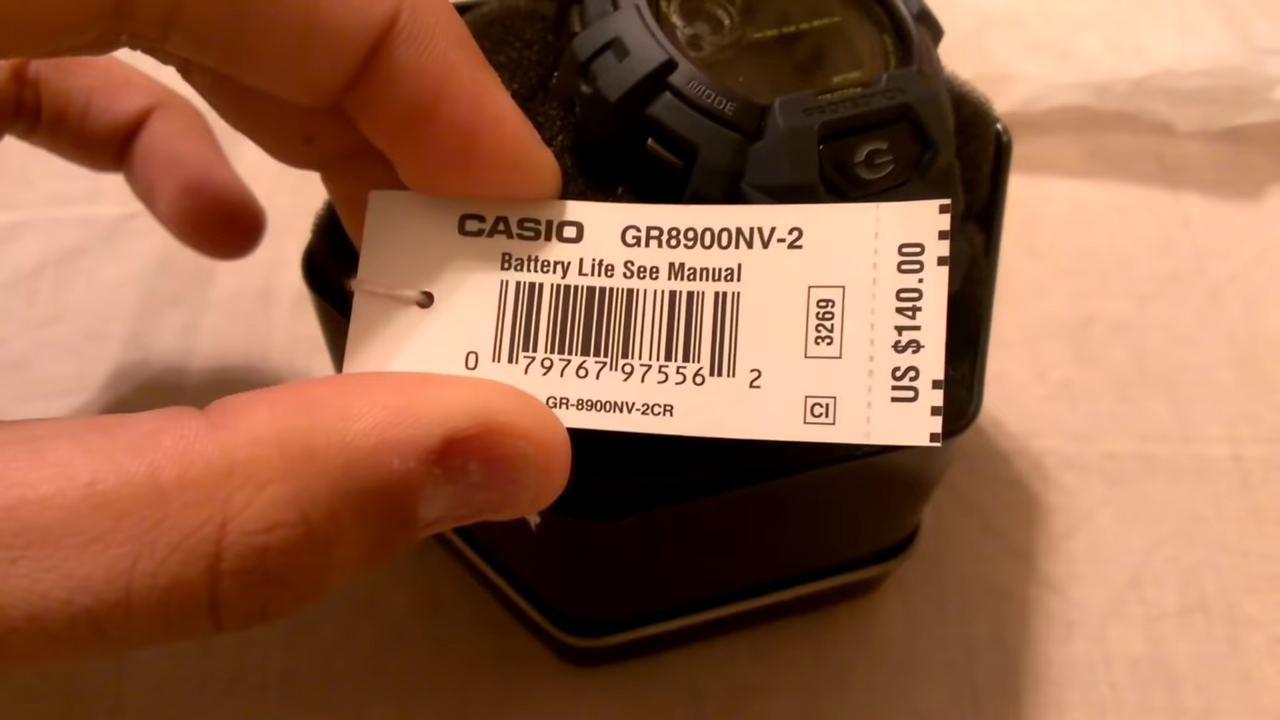 MODE
PROTECTION
G
CASIO GR8900NV-2
Battery Life See Manual
0 79767 97556 2
GR-8900NV-2CR
3269
CI
US $140.00